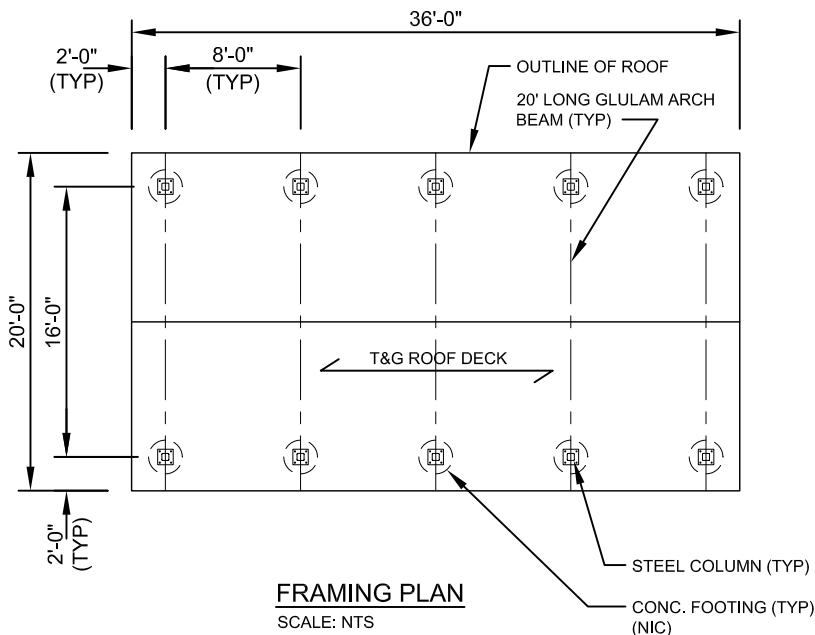 36'-0"
2'-0"
(TYP)
8'-0"
(TYP)
OUTLINE OF ROOF
20' LONG GLULAM ARCH
BEAM (TYP)
20'-0"
16'-0"
T&G ROOF DECK
2'-0"
(TYP)
STEEL COLUMN (TYP)
CONC. FOOTING (TYP)
(NIC)
FRAMING PLAN
SCALE: NTS